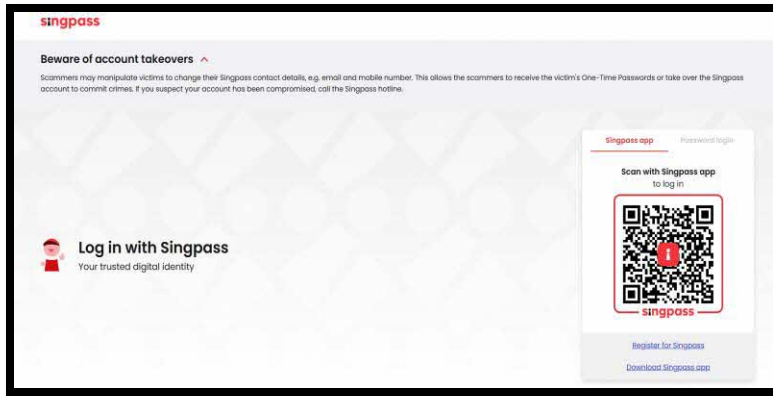 singpass
Beware of account takeovers
Scammers may manipulate victims to change their Singpass contact details, e.g. email and mobile number. This allows the scammers to receive the victim's One-Time Passwords or take over the Singpass
account to commit crimes. If you suspect your account has been compromised, call the Singpass hotline.
Singpass app Password login
Scan with Singpass app
to log in
singpass
Log in with Singpass
Your trusted digital identity
Register for Singpass
Download Singpass app